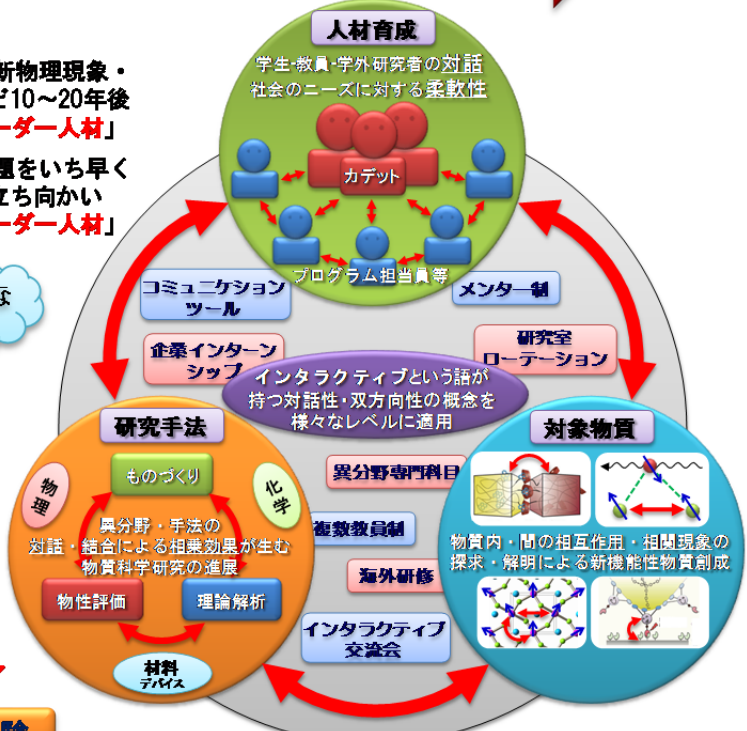 人材育成
学生・教員・学外研究者の対話
社会のニーズに対する柔軟性
カデット
プログラム担当員等
新物理現象・
10～20年後
ーダー人材」
題をいち早く
立ち向かい
ーダー人材」
な
コミュニケション
ツール
メンター制
企業インターン
シップ
研究室
ローテーション
インタラクティブという語が
持つ対話性・双方向性の概念を
様々なレベルに適用
研究手法
物理
ものづくり
化学
異分野・手法の
対話・結合による相乗効果が生む
物質科学研究の進展
物性評価
理論解析
材料
デバイス
対象物質
物質内・間の相互作用・相関現象の
探求・解明による新機能性物質創成
異分野専門科目
複数教員制
海外研修
インタラクティブ
交流会